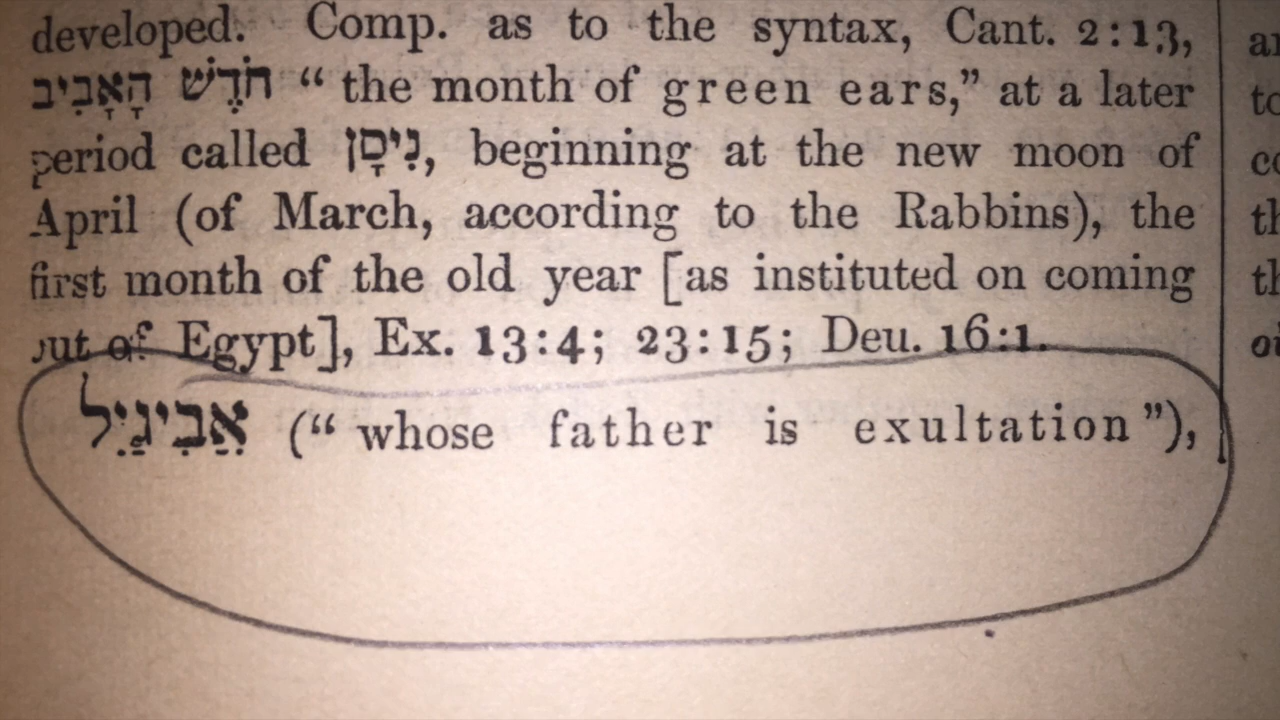 developed. Comp. as to the syntax, Cant. 2:13,
חֹדֶשׁ הָאָבִיב “ the month of green ears,” at a later
period called נִיסָן, beginning at the new moon of
April (of March, according to the Rabbins), the
first month of the old year [as instituted on coming
out of Egypt], Ex. 13:4; 23:15; Deu. 16:1.
אֲבִיגַיִל (“ whose father is exultation”),